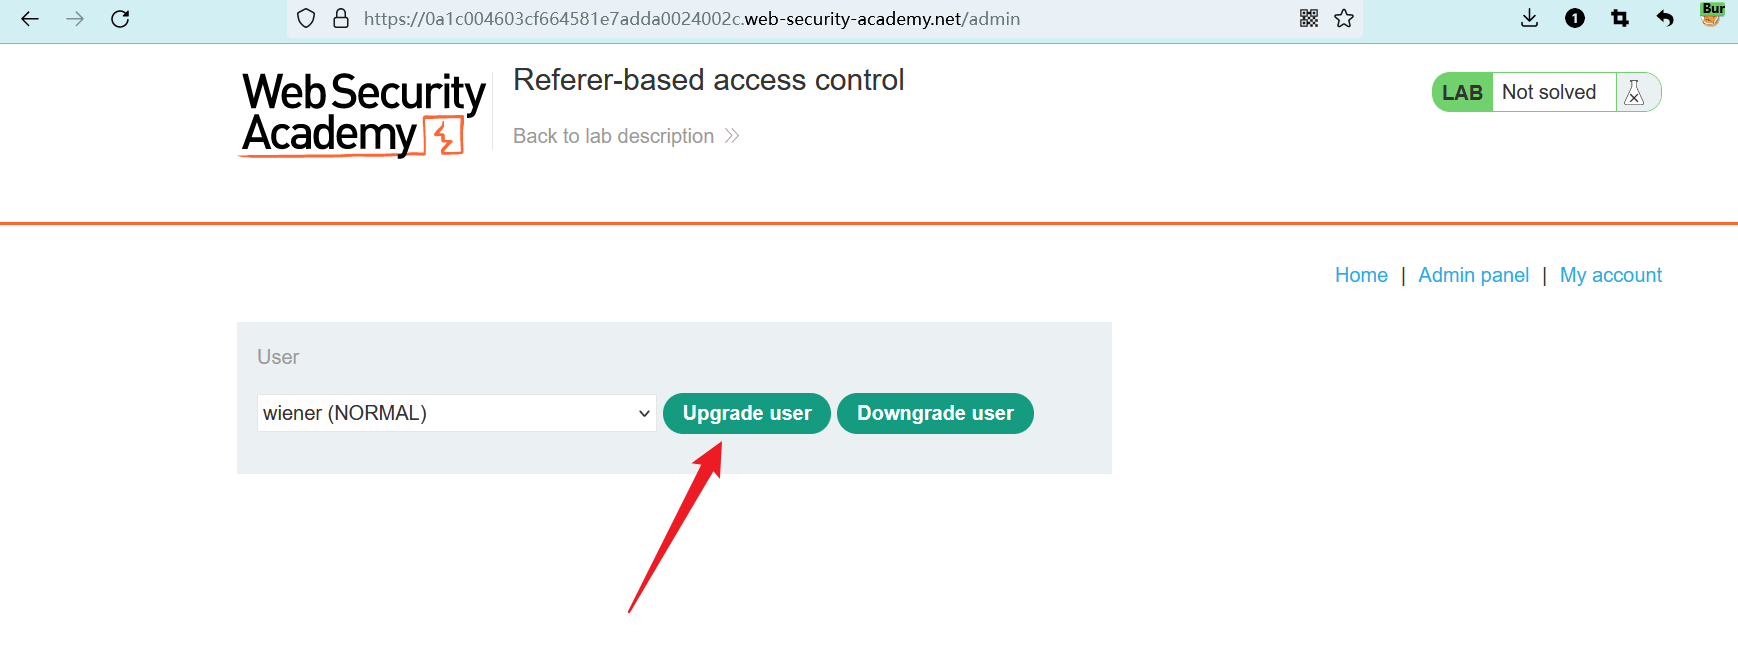 https://0a1c004603cf664581e7adda0024002c.web-security-academy.net/admin
1
Bur
Web Security
Academy
Referer-based access control
Back to lab description
LAB Not solved
Home | Admin panel | My account
User
wiener (NORMAL) Upgrade user Downgrade user